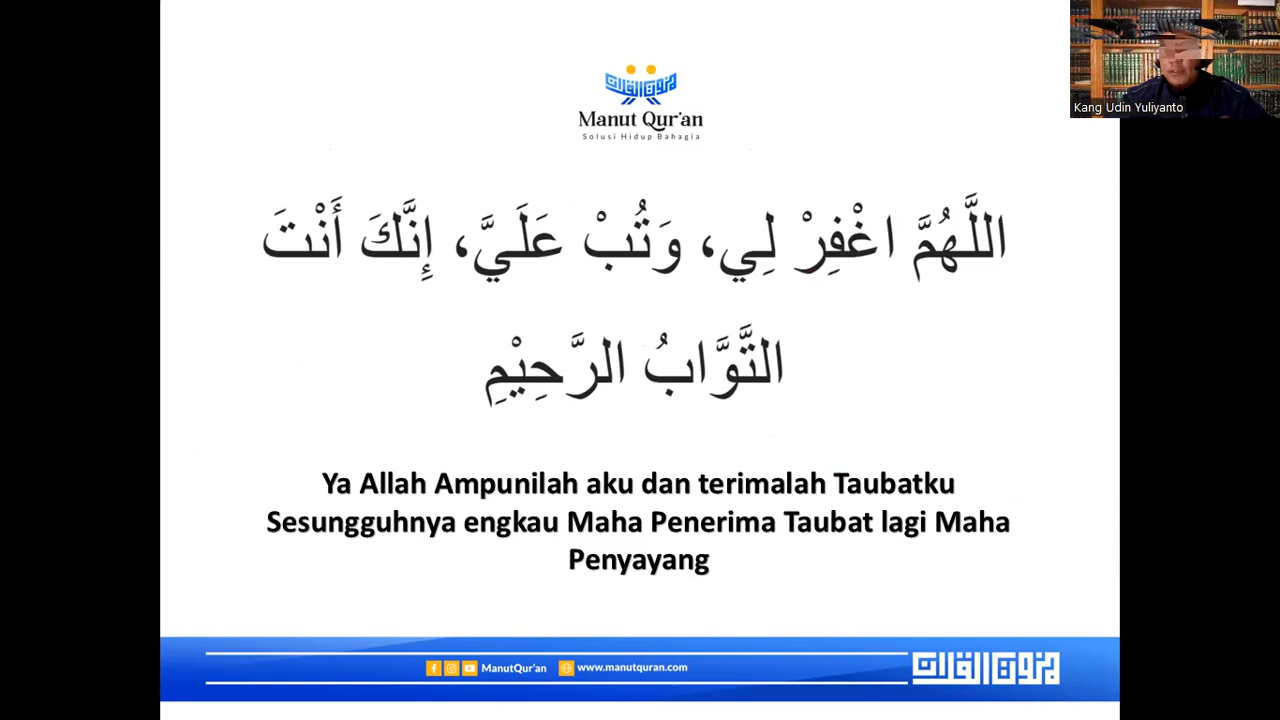 Kang Udin Yuliyanto
Manut Qur'an
Solusi Hidup Bahagia
اللَّهُمَّ اغْفِرْ لِي، وَتُبْ عَلَيَّ، إِنَّكَ أَنْتَ
التَّوَّابُ الرَّحِيْمِ
Ya Allah Ampunilah aku dan terimalah Taubatku
Sesungguhnya engkau Maha Penerima Taubat lagi Maha
Penyayang
ManutQur'an www.manutquran.com